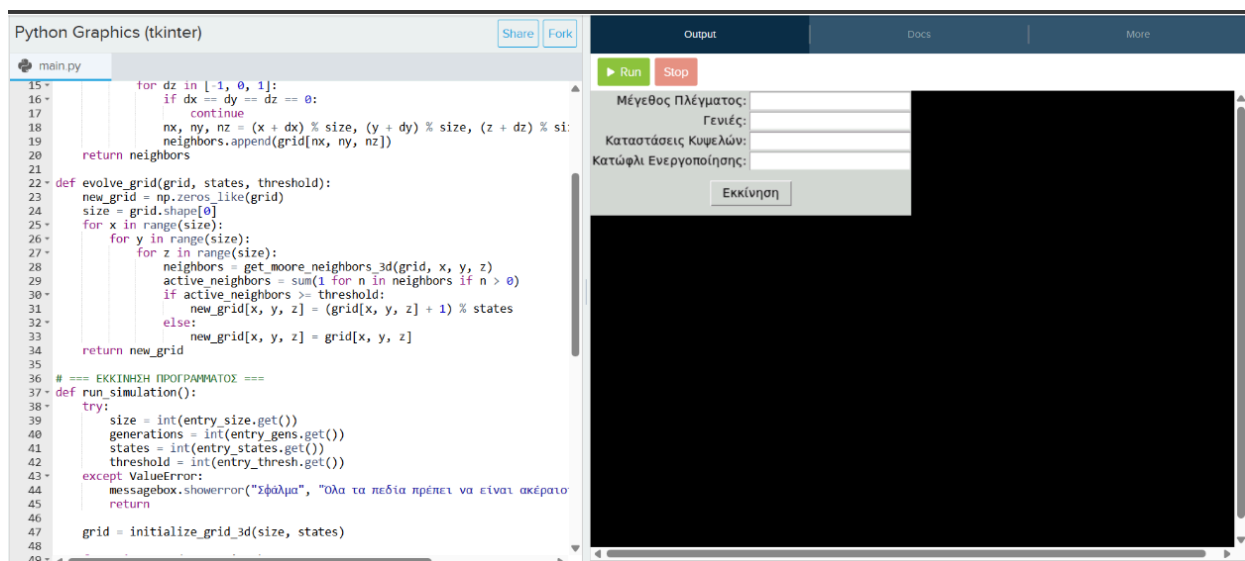 Python Graphics (tkinter)
Share
Fork
main.py
15 for dz in [-1, 0, 1]:
16 if dx == dy == dz == 0:
17 continue
18 nx, ny, nz = (x + dx) % size, (y + dy) % size, (z + dz) % si
19 neighbors.append(grid[nx, ny, nz])
20 return neighbors
21
22 def evolve_grid(grid, states, threshold):
23 new_grid = np.zeros_like(grid)
24 size = grid.shape[0]
25 for x in range(size):
26 for y in range(size):
27 for z in range(size):
28 neighbors = get_moore_neighbors_3d(grid, x, y, z)
29 active_neighbors = sum(1 for n in neighbors if n > 0)
30 if active_neighbors >= threshold:
31 new_grid[x, y, z] = (grid[x, y, z] + 1) % states
32 else:
33 new_grid[x, y, z] = grid[x, y, z]
34 return new_grid
35
36 # === ΕΚΚΙΝΗΣΗ ΠΡΟΓΡΑΜΜΑΤΟΣ ===
37 def run_simulation():
38 try:
39 size = int(entry_size.get())
40 generations = int(entry_gens.get())
41 states = int(entry_states.get())
42 threshold = int(entry_thresh.get())
43 except ValueError:
44 messagebox.showerror("Σφάλμα", "Όλα τα πεδία πρέπει να είναι ακέραιο
45 return
46
47 grid = initialize_grid_3d(size, states)
48
49
Output
Docs
More
Run
Stop
Μέγεθος Πλέγματος:
Γενιές:
Καταστάσεις Κυψελών:
Κατώφλι Ενεργοποίησης:
Εκκίνηση